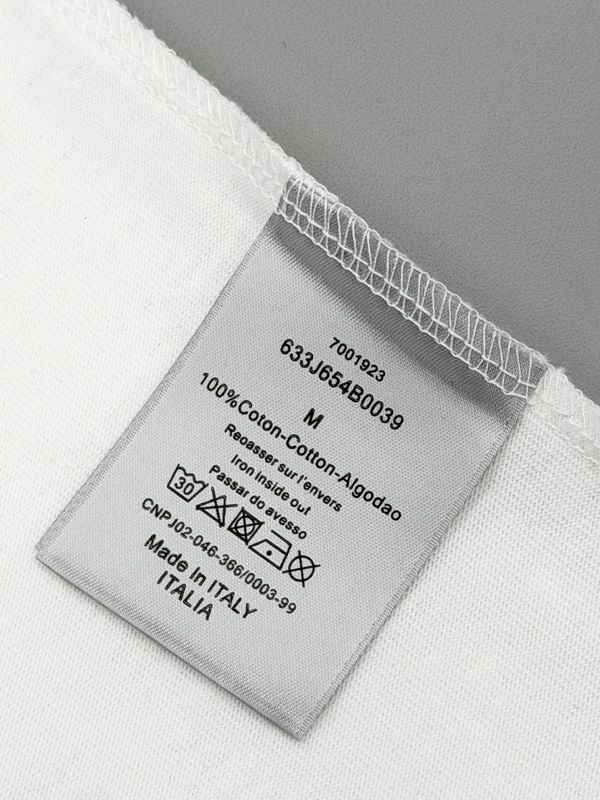 7001923
633J654B0039
M
100%Coton-Cotton-Algodao
Reoasser sur l'envers
Iron inside out
Passar do avesso
30
CNPJ02-046-366/0003-99
Made in ITALY
ITALIA